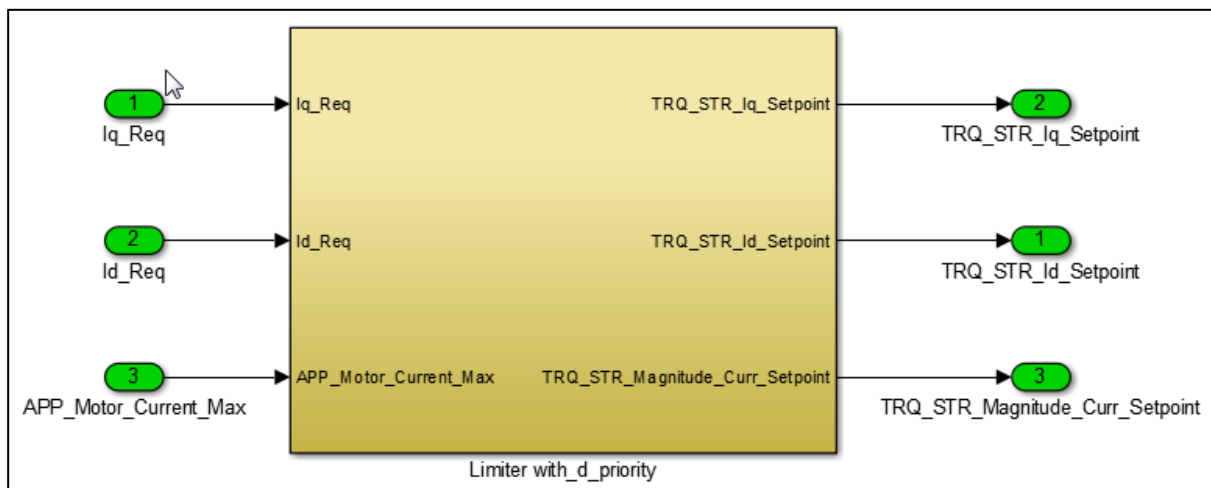 1
Iq_Req
Iq_Req
TRQ_STR_Iq_Setpoint
2
TRQ_STR_Iq_Setpoint
2
Id_Req
Id_Req
TRQ_STR_Id_Setpoint
1
TRQ_STR_Id_Setpoint
3
APP_Motor_Current_Max
APP_Motor_Current_Max
TRQ_STR_Magnitude_Curr_Setpoint
3
TRQ_STR_Magnitude_Curr_Setpoint
Limiter with_d_priority